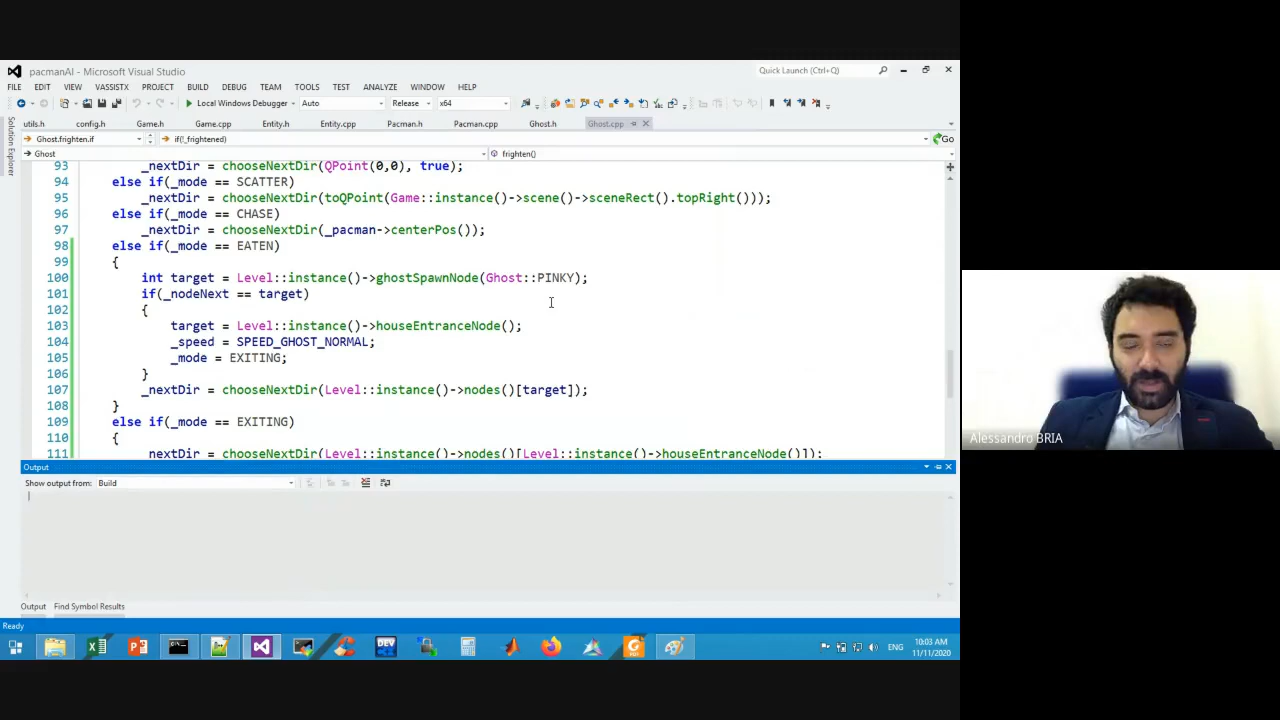 pacmanAI - Microsoft Visual Studio
Quick Launch (Ctrl+Q)
FILE EDIT VIEW VASSISTX PROJECT BUILD DEBUG TEAM TOOLS TEST ANALYZE WINDOW HELP
Local Windows Debugger Auto Release x64
utils.h config.h Game.h Game.cpp Entity.h Entity.cpp Pacman.h Pacman.cpp Ghost.h Ghost.cpp
Solution Explorer
Ghost.frighten.if if(!_frightened) Go
Ghost frighten()
93 _nextDir = chooseNextDir(QPoint(0,0), true);
94 else if(_mode == SCATTER)
95 _nextDir = chooseNextDir(toQPoint(Game::instance()->scene()->sceneRect().topRight()));
96 else if(_mode == CHASE)
97 _nextDir = chooseNextDir(_pacman->centerPos());
98 else if(_mode == EATEN)
99 {
100 int target = Level::instance()->ghostSpawnNode(Ghost::PINKY);
101 if(_nodeNext == target)
102 {
103 target = Level::instance()->houseEntranceNode();
104 _speed = SPEED_GHOST_NORMAL;
105 _mode = EXITING;
106 }
107 _nextDir = chooseNextDir(Level::instance()->nodes()[target]);
108 }
109 else if(_mode == EXITING)
110 {
111 _nextDir = chooseNextDir(Level::instance()->nodes()[Level::instance()->houseEntranceNode()]);
Output
Show output from: Build
Output Find Symbol Results
Ready
DEV
PDF
ENG
10:03 AM
11/11/2020
Alessandro BRIA